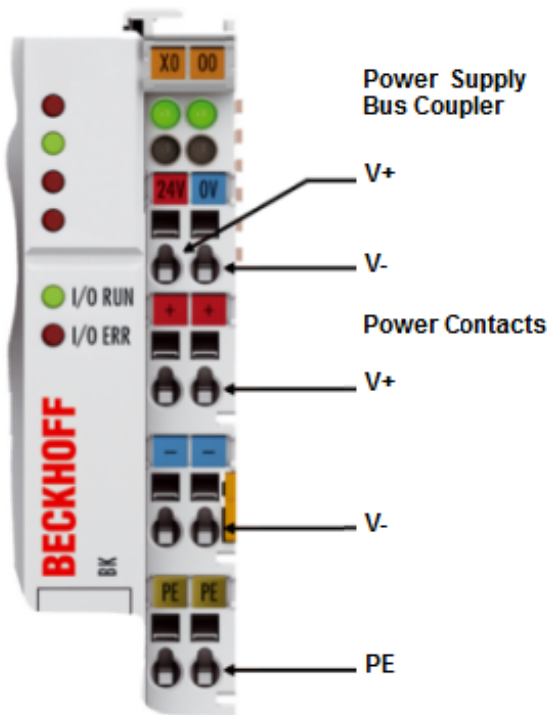 X0 00
Power Supply
Bus Coupler
24V 0V
V+
V-
I/O RUN
I/O ERR
+ +
Power Contacts
V+
BECKHOFF
BK
- -
V-
PE PE
PE